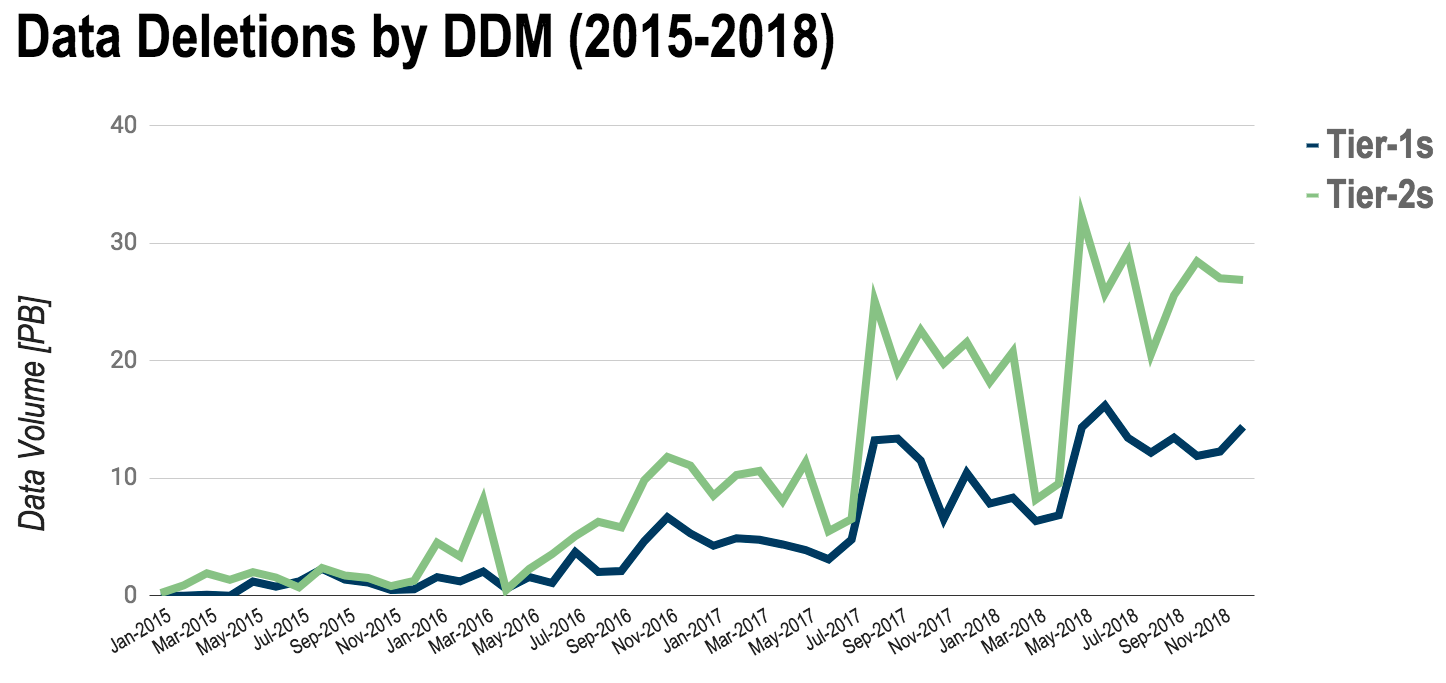 Data Deletions by DDM (2015-2018)
40
30
20
10
0
Data Volume [PB]
Tier-1s
Tier-2s
Jan-2015
Mar-2015
May-2015
Jul-2015
Sep-2015
Nov-2015
Jan-2016
Mar-2016
May-2016
Jul-2016
Sep-2016
Nov-2016
Jan-2017
Mar-2017
May-2017
Jul-2017
Sep-2017
Nov-2017
Jan-2018
Mar-2018
May-2018
Jul-2018
Sep-2018
Nov-2018